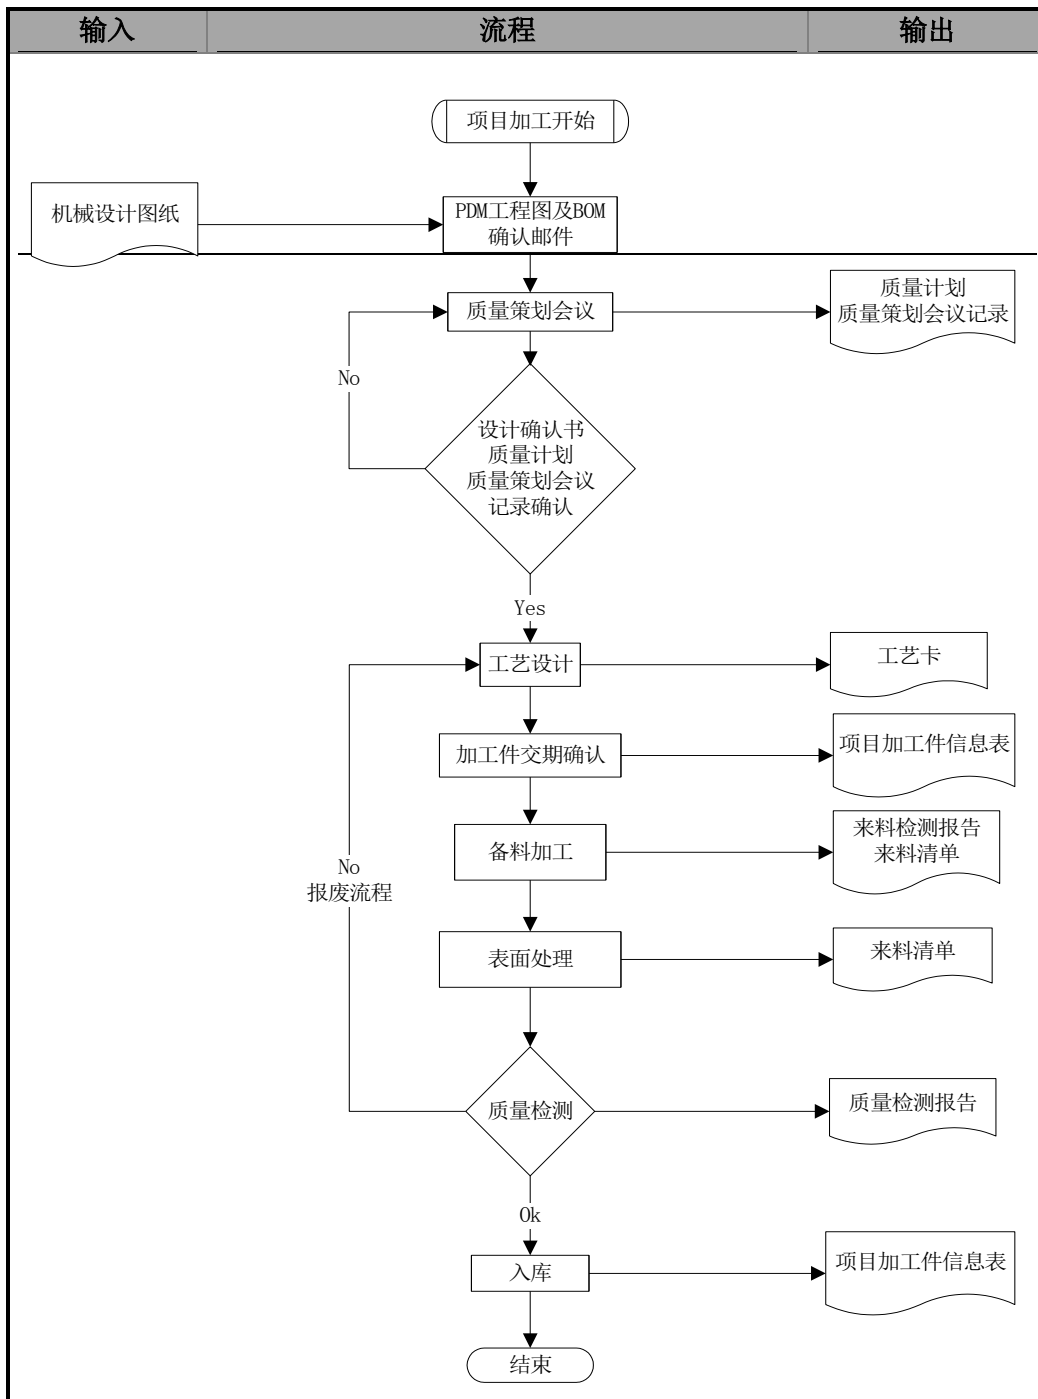 输入
流程
输出
项目加工开始
机械设计图纸
PDM工程图及BOM
确认邮件
质量策划会议
质量计划
质量策划会议记录
No
设计确认书
质量计划
质量策划会议
记录确认
Yes
工艺设计
工艺卡
加工件交期确认
项目加工件信息表
备料加工
来料检测报告
来料清单
No
报废流程
表面处理
来料清单
质量检测
质量检测报告
Ok
入库
项目加工件信息表
结束